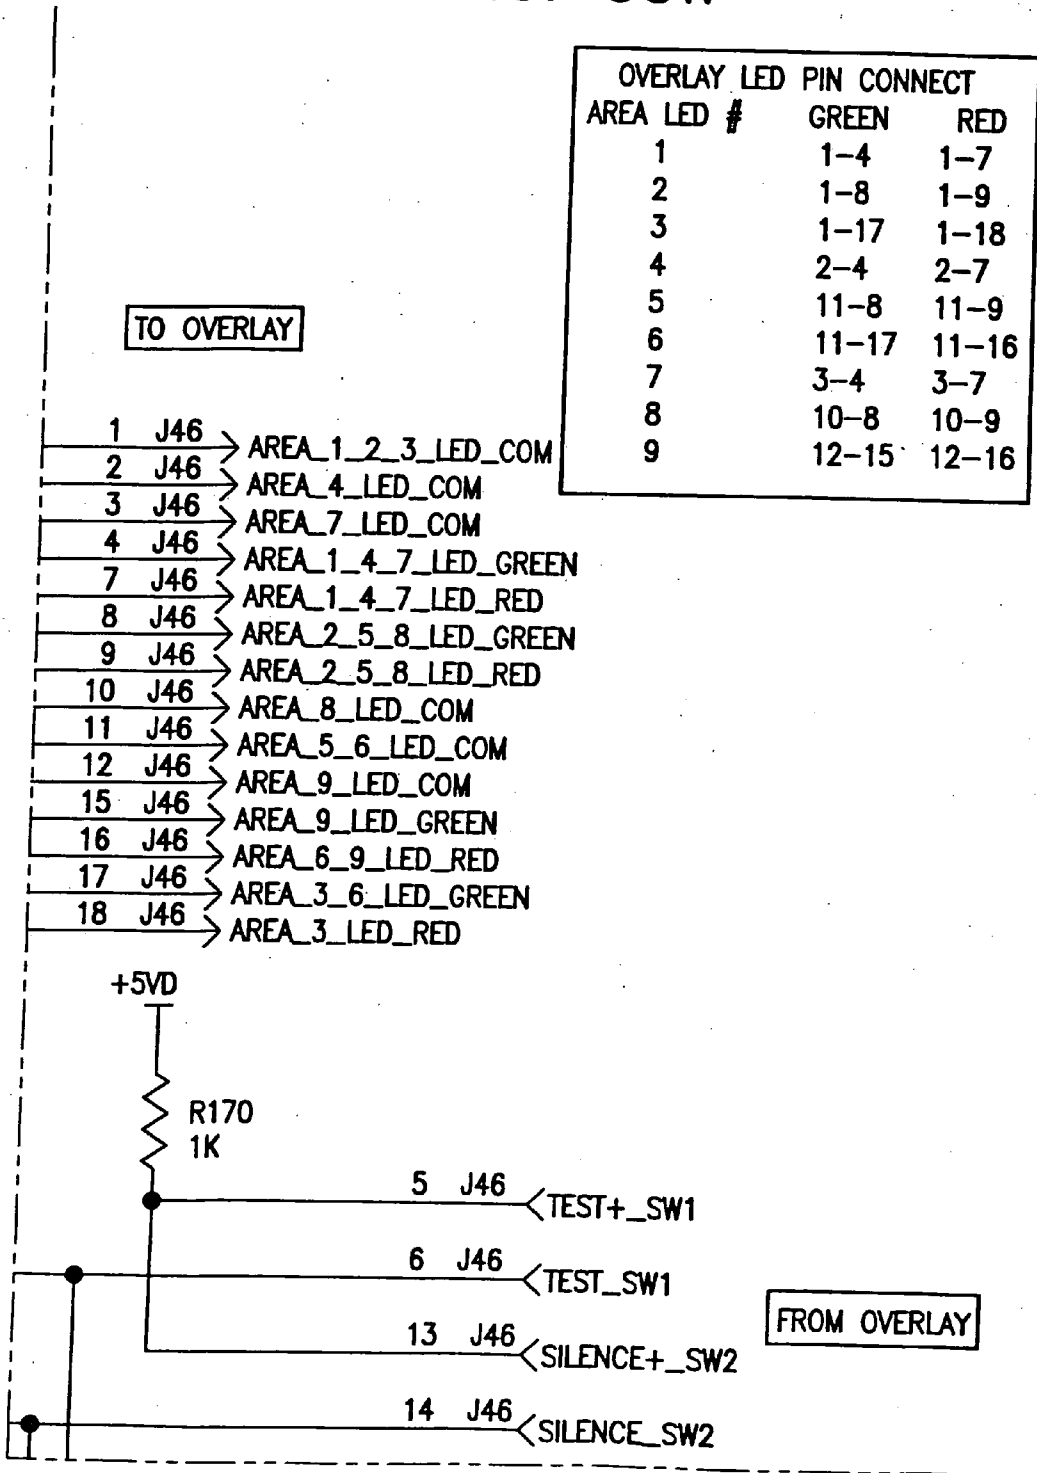 OVERLAY LED PIN CONNECT
AREA LED # GREEN RED
1 1-4 1-7
2 1-8 1-9
3 1-17 1-18
4 2-4 2-7
5 11-8 11-9
6 11-17 11-16
7 3-4 3-7
8 10-8 10-9
9 12-15 12-16
TO OVERLAY
1 J46 AREA_1_2_3_LED_COM
2 J46 AREA_4_LED_COM
3 J46 AREA_7_LED_COM
4 J46 AREA_1_4_7_LED_GREEN
7 J46 AREA_1_4_7_LED_RED
8 J46 AREA_2_5_8_LED_GREEN
9 J46 AREA_2_5_8_LED_RED
10 J46 AREA_8_LED_COM
11 J46 AREA_5_6_LED_COM
12 J46 AREA_9_LED_COM
15 J46 AREA_9_LED_GREEN
16 J46 AREA_6_9_LED_RED
17 J46 AREA_3_6_LED_GREEN
18 J46 AREA_3_LED_RED
+5VD
R170
1K
5 J46 TEST+_SW1
6 J46 TEST_SW1
FROM OVERLAY
13 J46 SILENCE+_SW2
14 J46 SILENCE_SW2